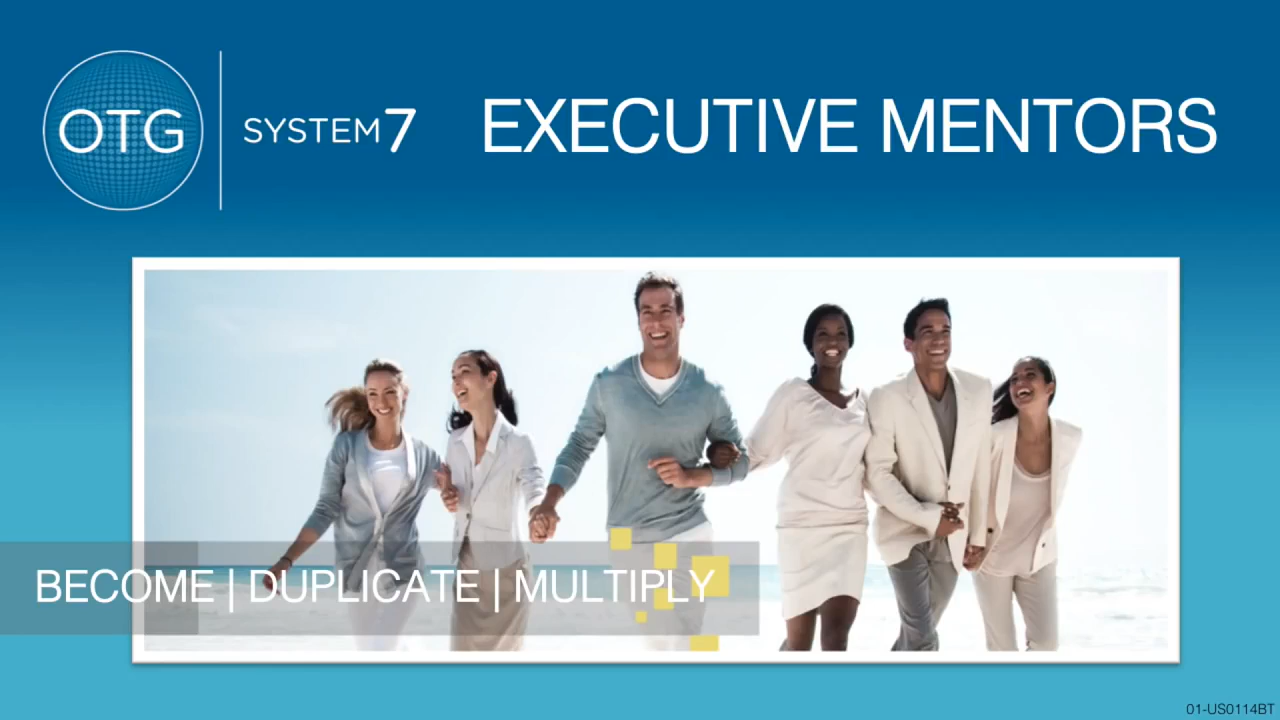 OTG
SYSTEM7
EXECUTIVE MENTORS
BECOME | DUPLICATE | MULTIPLY
01-US0114BT